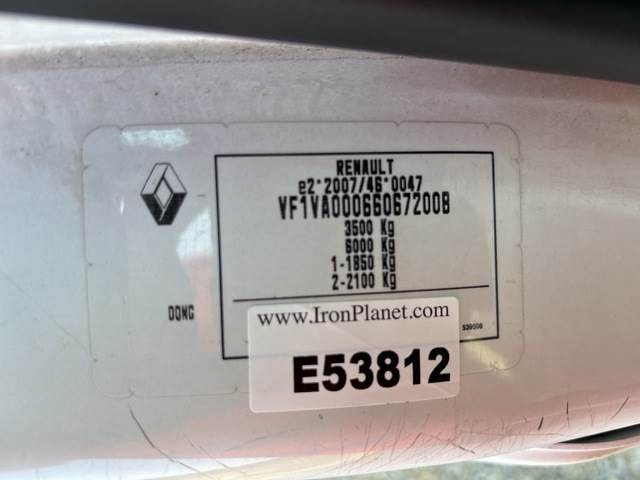 RENAULT
e2*2007/46*0047
VF1VA000660672008
3500 Kg
6000 Kg
1-1850 Kg
2-2100 Kg
DQNG
www.IronPlanet.com
E53812